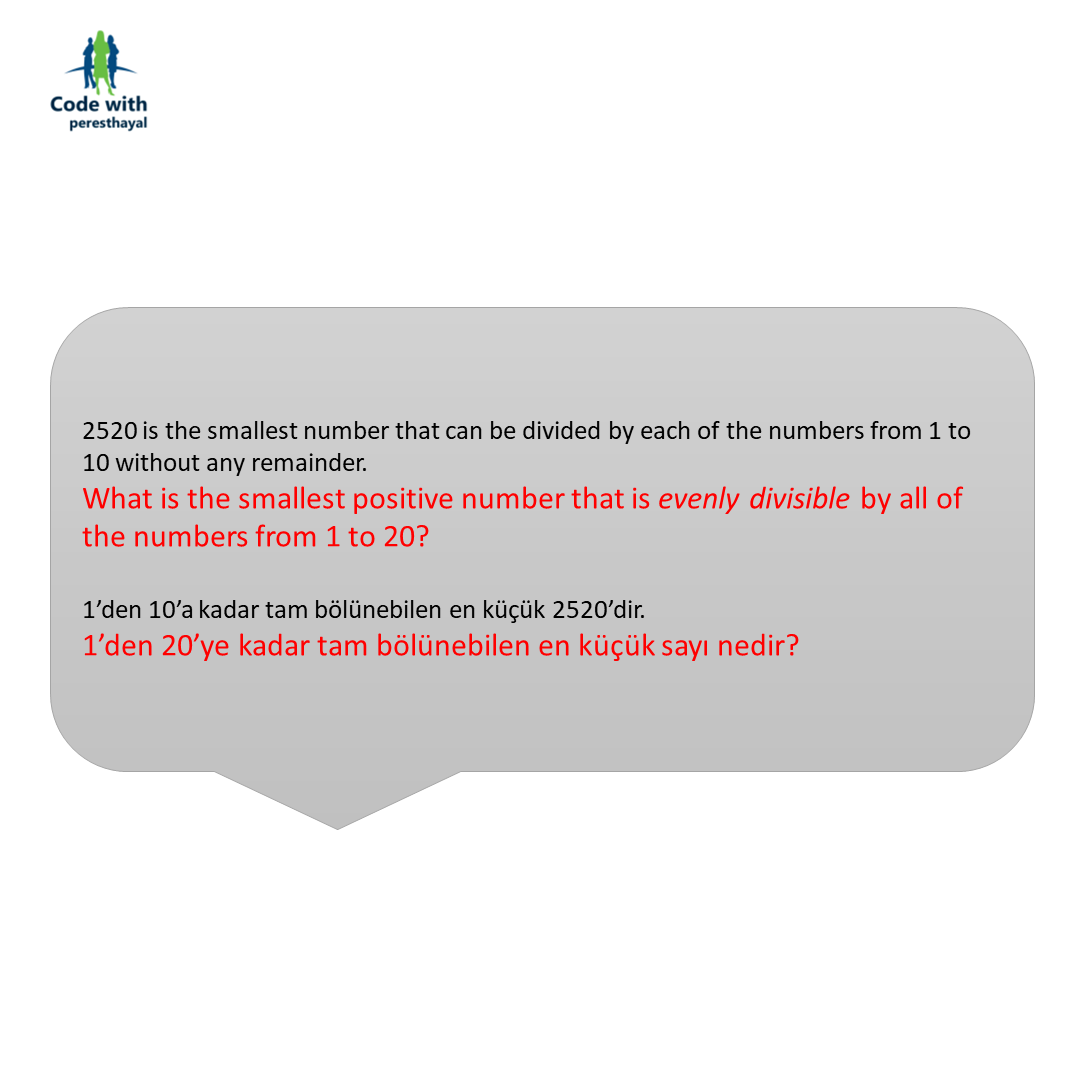 Code with
peresthayal
2520 is the smallest number that can be divided by each of the numbers from 1 to
10 without any remainder.
What is the smallest positive number that is evenly divisible by all of
the numbers from 1 to 20?
1’den 10’a kadar tam bölünebilen en küçük 2520’dir.
1’den 20’ye kadar tam bölünebilen en küçük sayı nedir?